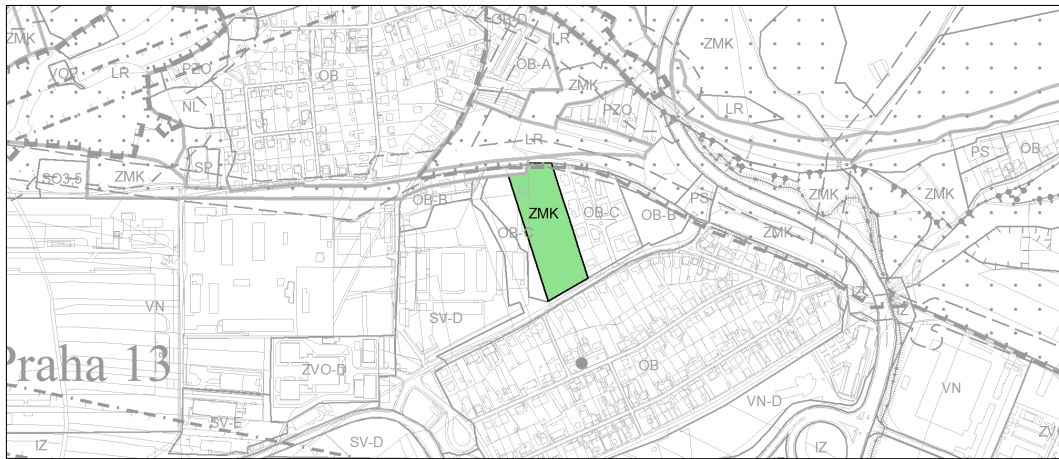 OB-D
ZMK
LR
ZMK
PZO
OB
OB-A
VOP
LR
ZMK
NL
PZO
LR
LR
PS
OB
SP
SO3,5
ZMK
OB-B
ZMK
OB-C
OB-B
PS
ZMK
ZMK
ZMK
OB-C
IZ
IZ
VN
SV-D
Praha 13
ZVO-D
OB
VN-D
VN
SV-E
IZ
SV-D
IZ